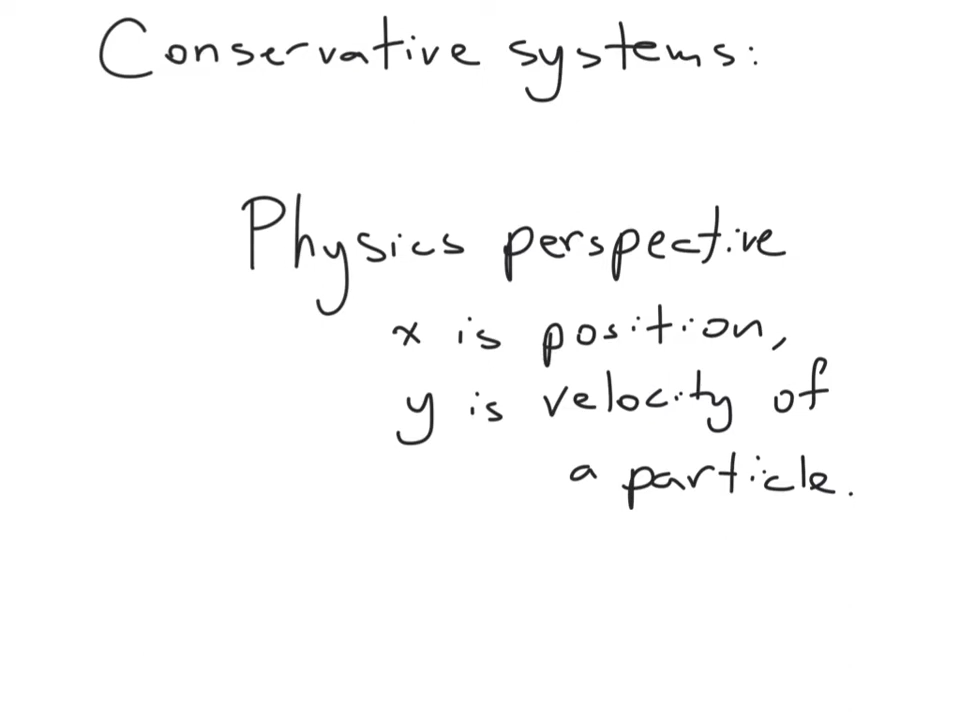 Conservative systems:
Physics perspective
x is position,
y is velocity of
a particle.